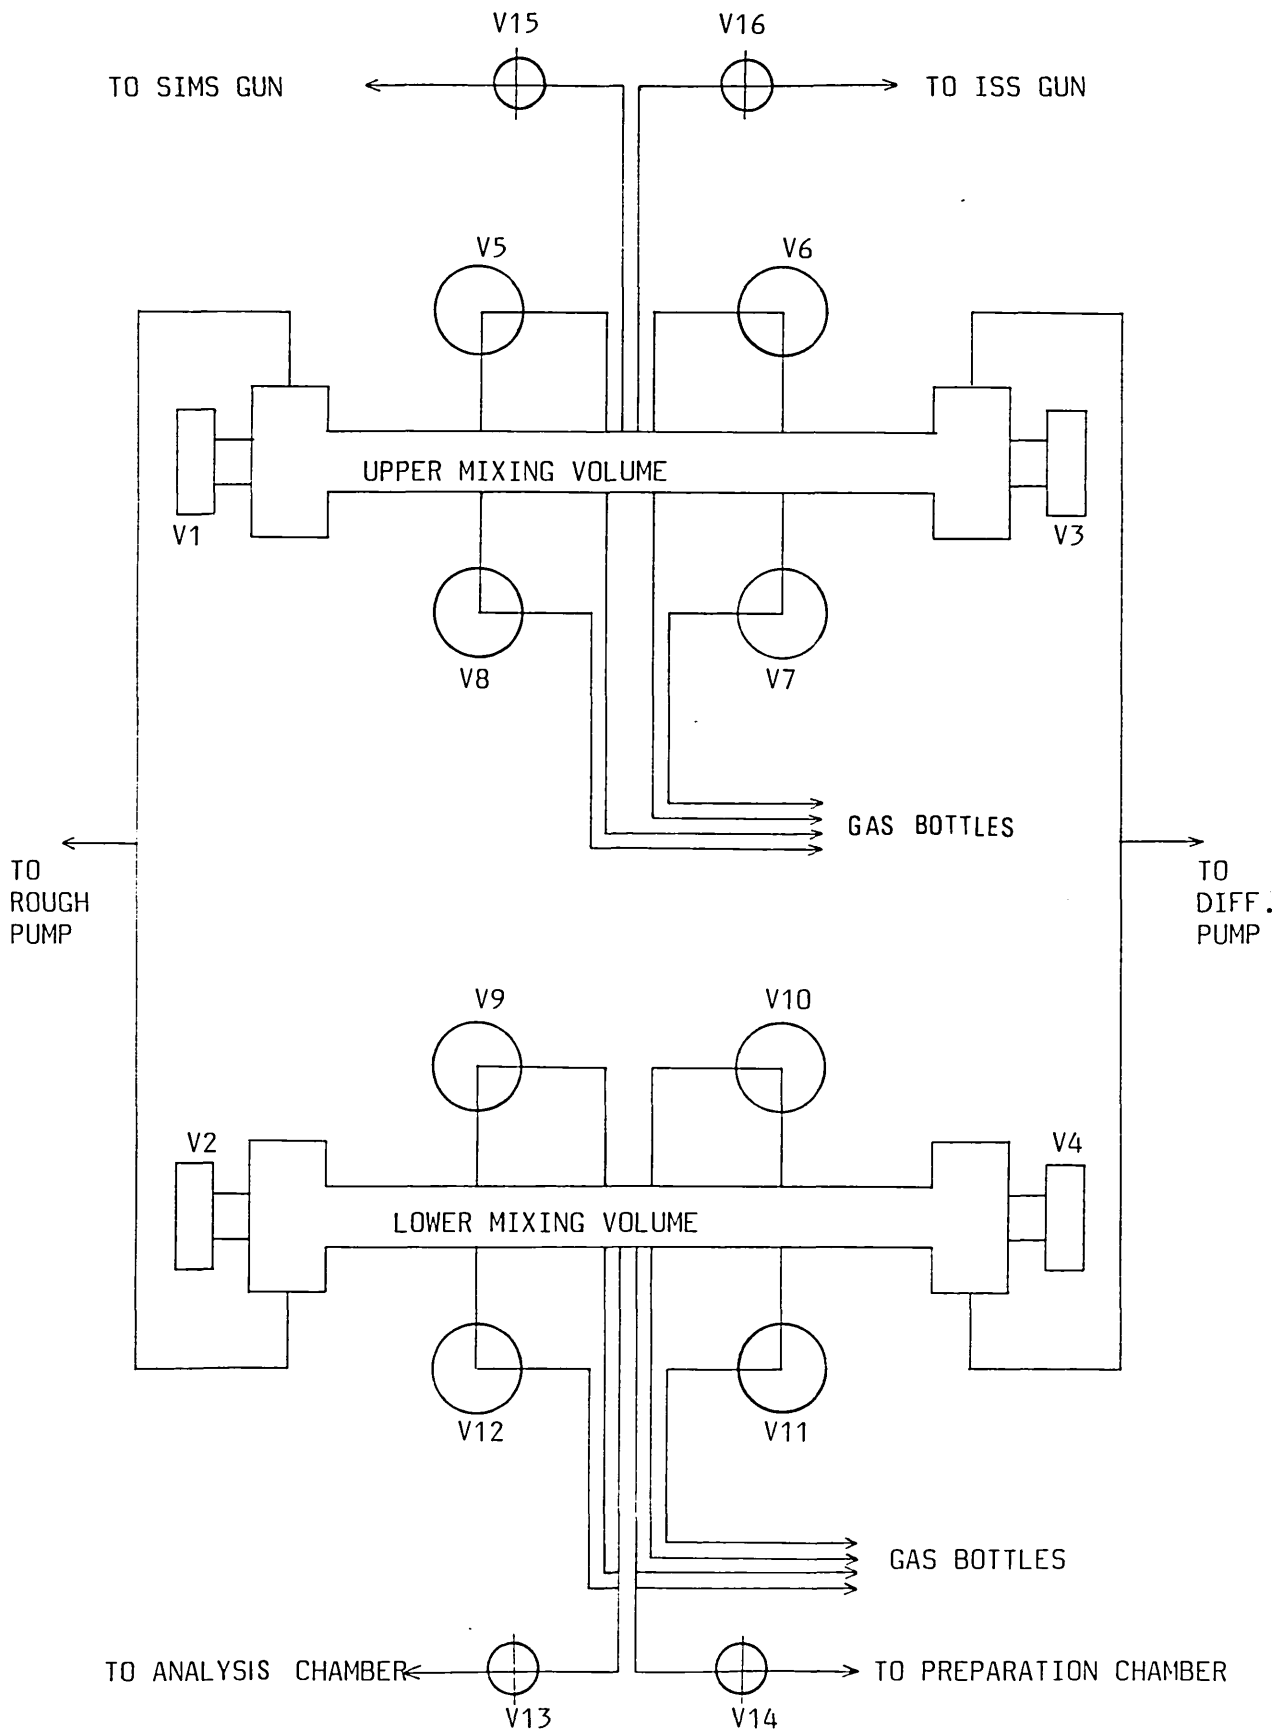 V15
V16
TO SIMS GUN
TO ISS GUN
V5
V6
UPPER MIXING VOLUME
V1
V3
V8
V7
GAS BOTTLES
TO
ROUGH
PUMP
TO
DIFF.
PUMP
V9
V10
V2
V4
LOWER MIXING VOLUME
V12
V11
GAS BOTTLES
TO ANALYSIS CHAMBER
TO PREPARATION CHAMBER
V13
V14